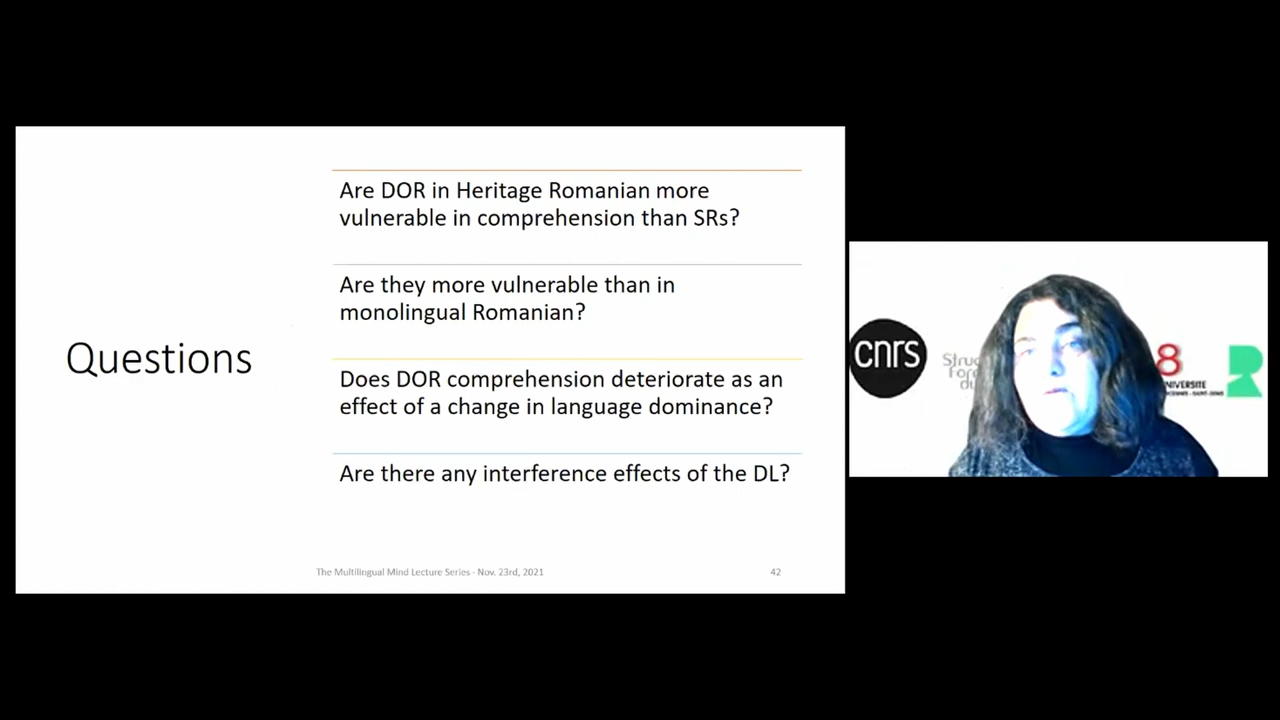 Are DOR in Heritage Romanian more
vulnerable in comprehension than SRs?
Are they more vulnerable than in
monolingual Romanian?
Questions
Does DOR comprehension deteriorate as an
effect of a change in language dominance?
Are there any interference effects of the DL?
The Multilingual Mind Lecture Series - Nov. 23rd, 2021
42
cnrs
8